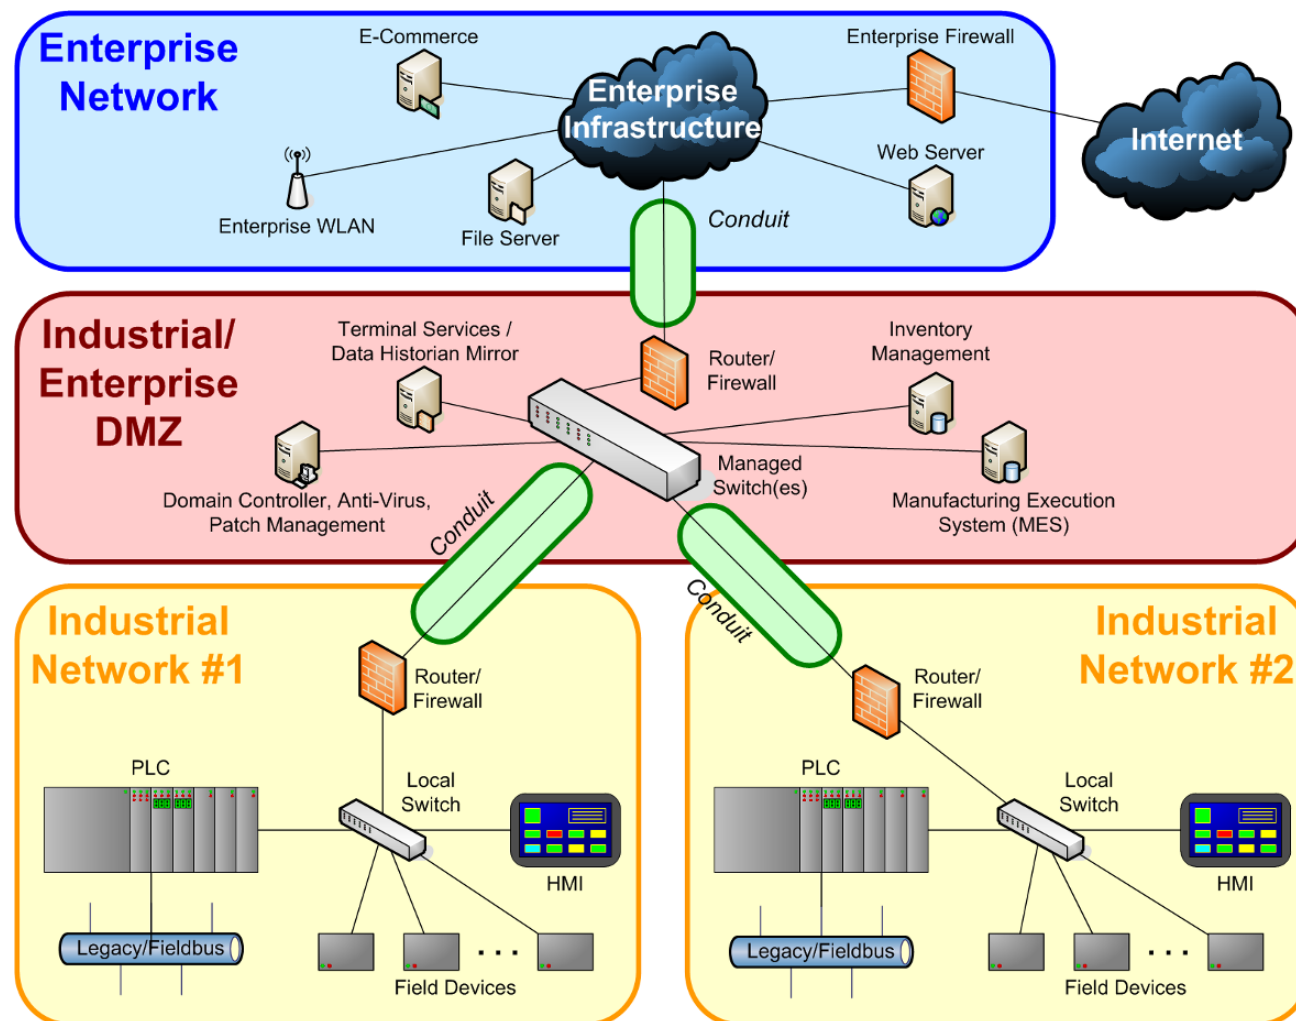 Enterprise
Network
E-Commerce
Enterprise Firewall
Enterprise
Infrastructure
Internet
Web Server
Enterprise WLAN
File Server
Conduit
Industrial/
Enterprise
DMZ
Terminal Services /
Data Historian Mirror
Router/
Firewall
Inventory
Management
Domain Controller, Anti-Virus,
Patch Management
Managed
Switch(es)
Manufacturing Execution
System (MES)
Conduit
Conduit
Industrial
Network #1
Router/
Firewall
PLC
Local
Switch
HMI
Legacy/Fieldbus
Field Devices
Industrial
Network #2
Router/
Firewall
PLC
Local
Switch
HMI
Legacy/Fieldbus
Field Devices